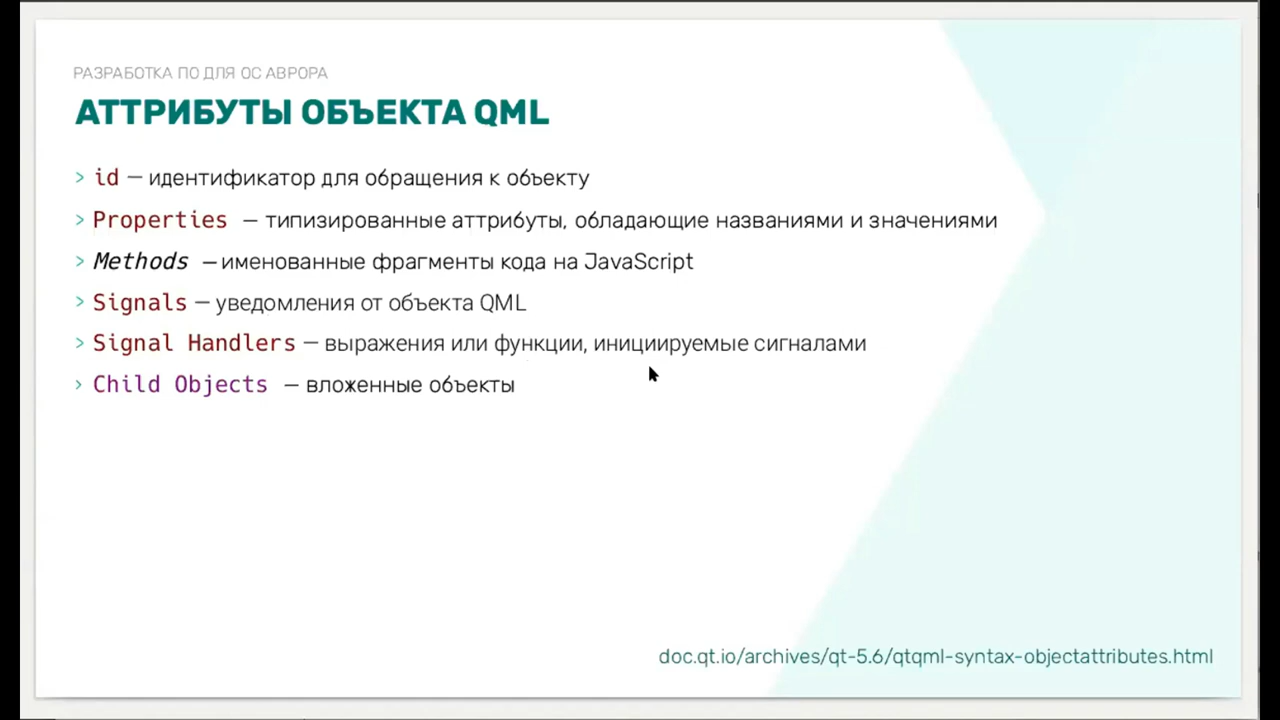 РАЗРАБОТКА ПО ДЛЯ ОС АВРОРА
АТТРИБУТЫ ОБЪЕКТА QML
> id — идентификатор для обращения к объекту
> Properties — типизированные аттрибуты, обладающие названиями и значениями
> Methods — именованные фрагменты кода на JavaScript
> Signals — уведомления от объекта QML
> Signal Handlers — выражения или функции, инициируемые сигналами
> Child Objects — вложенные объекты
doc.qt.io/archives/qt-5.6/qtqml-syntax-objectattributes.html